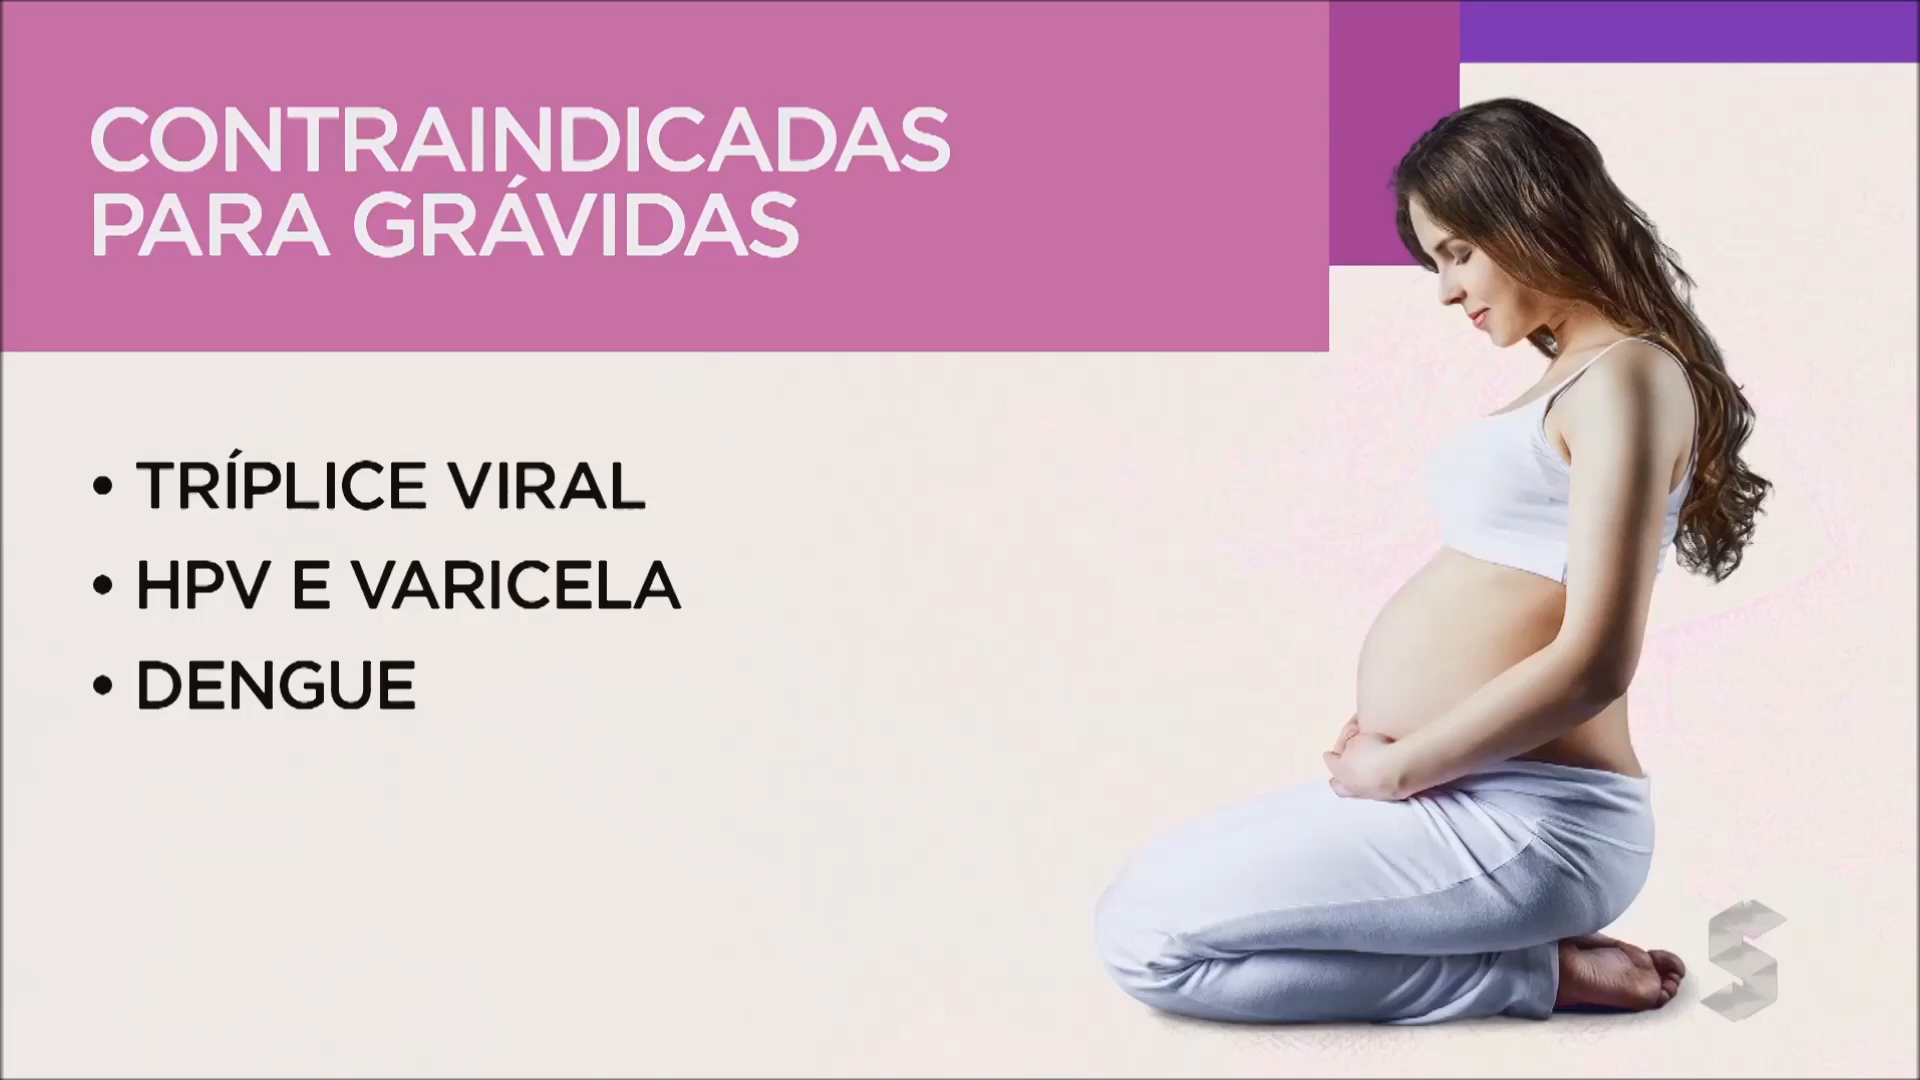 CONTRAINDICADAS
PARA GRÁVIDAS
• TRÍPLICE VIRAL
• HPV E VARICELA
• DENGUE